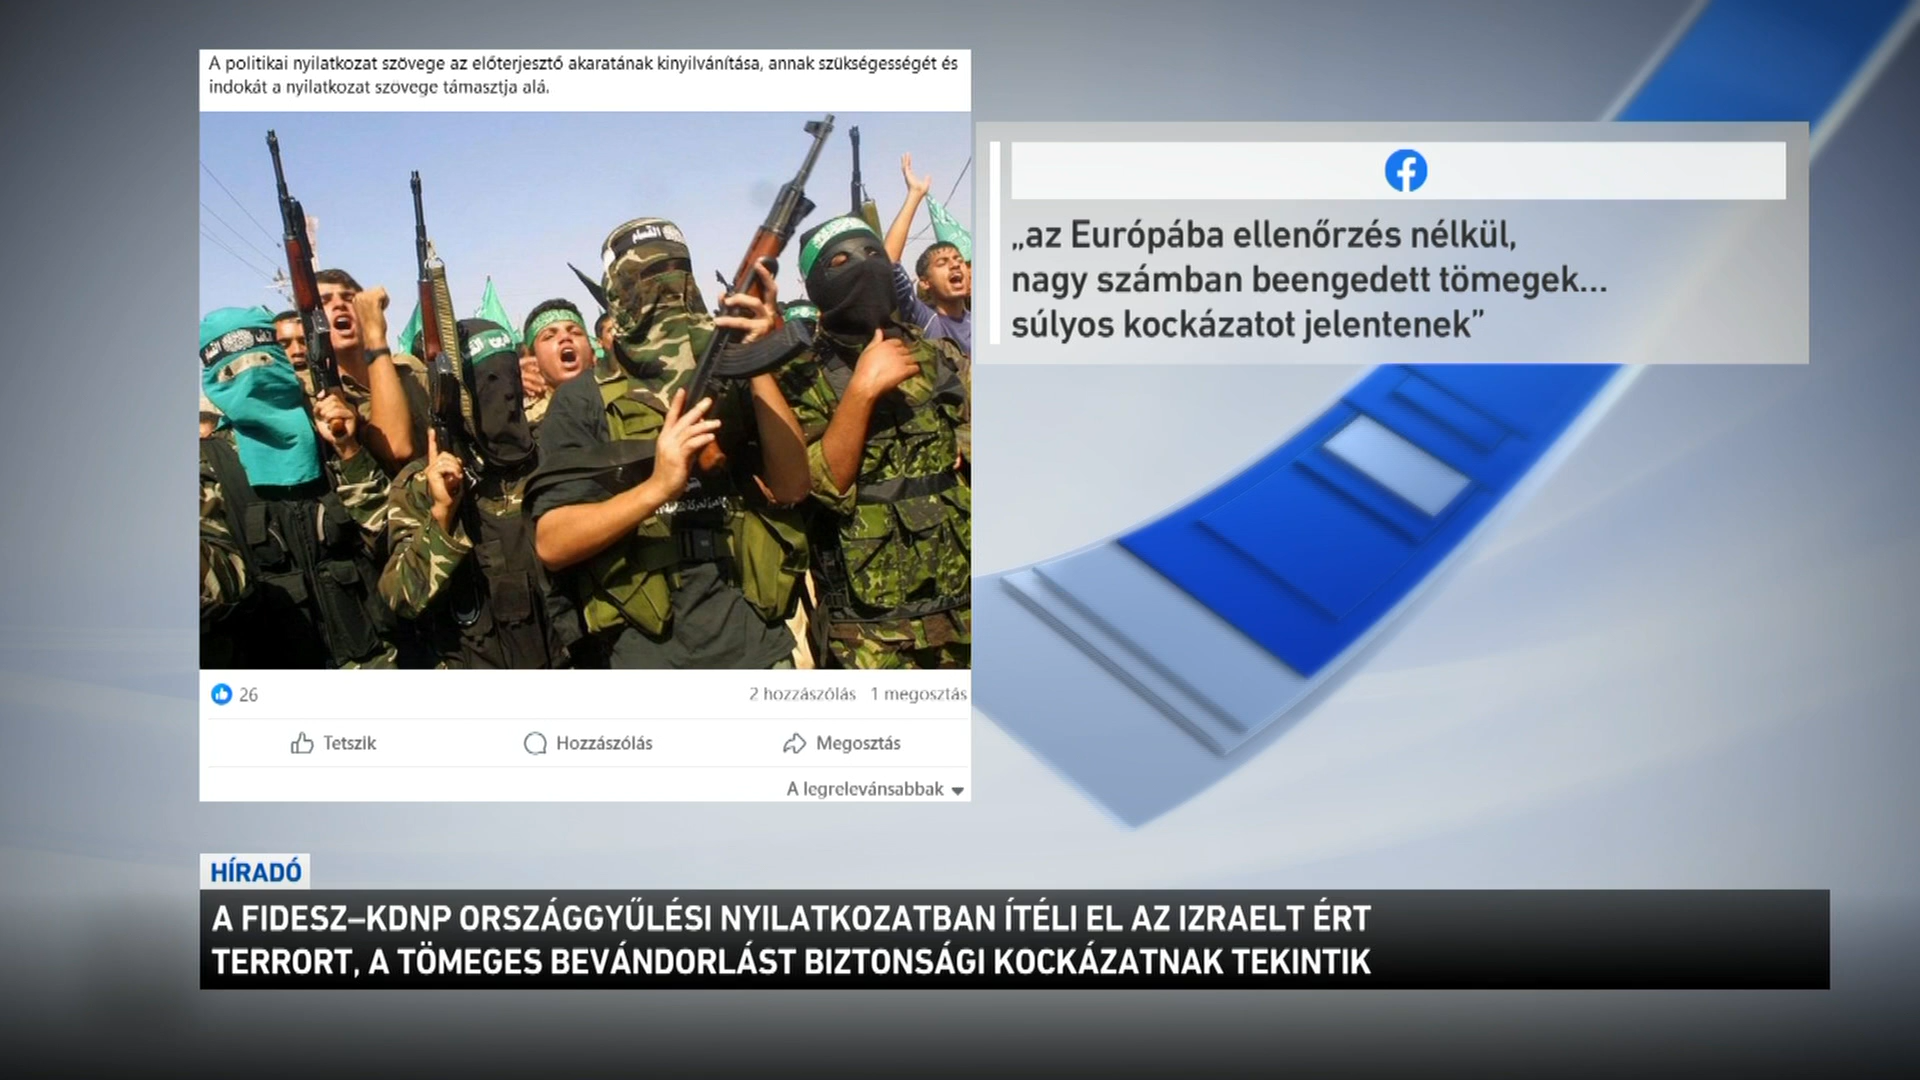 A politikai nyilatkozat szövege az előterjesztő akaratának kinyilvánítása, annak szükségességét és
indokát a nyilatkozat szövege támasztja alá.
„az Európába ellenőrzés nélkül,
nagy számban beengedett tömegek...
súlyos kockázatot jelentenek”
26
2 hozzászólás 1 megosztás
Tetszik Hozzászólás Megosztás
A legrelevánsabbak
HÍRADÓ
A FIDESZ–KDNP ORSZÁGGYŰLÉSI NYILATKOZATBAN ÍTÉLI EL AZ IZRAELT ÉRT
TERRORT, A TÖMEGES BEVÁNDORLÁST BIZTONSÁGI KOCKÁZATNAK TEKINTIK